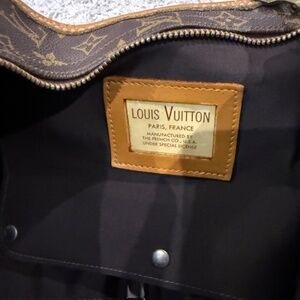 LOUIS VUITTON
PARIS, FRANCE
MANUFACTURED BY
THE FRENCH CO., U.S.A.
UNDER SPECIAL LICENSE